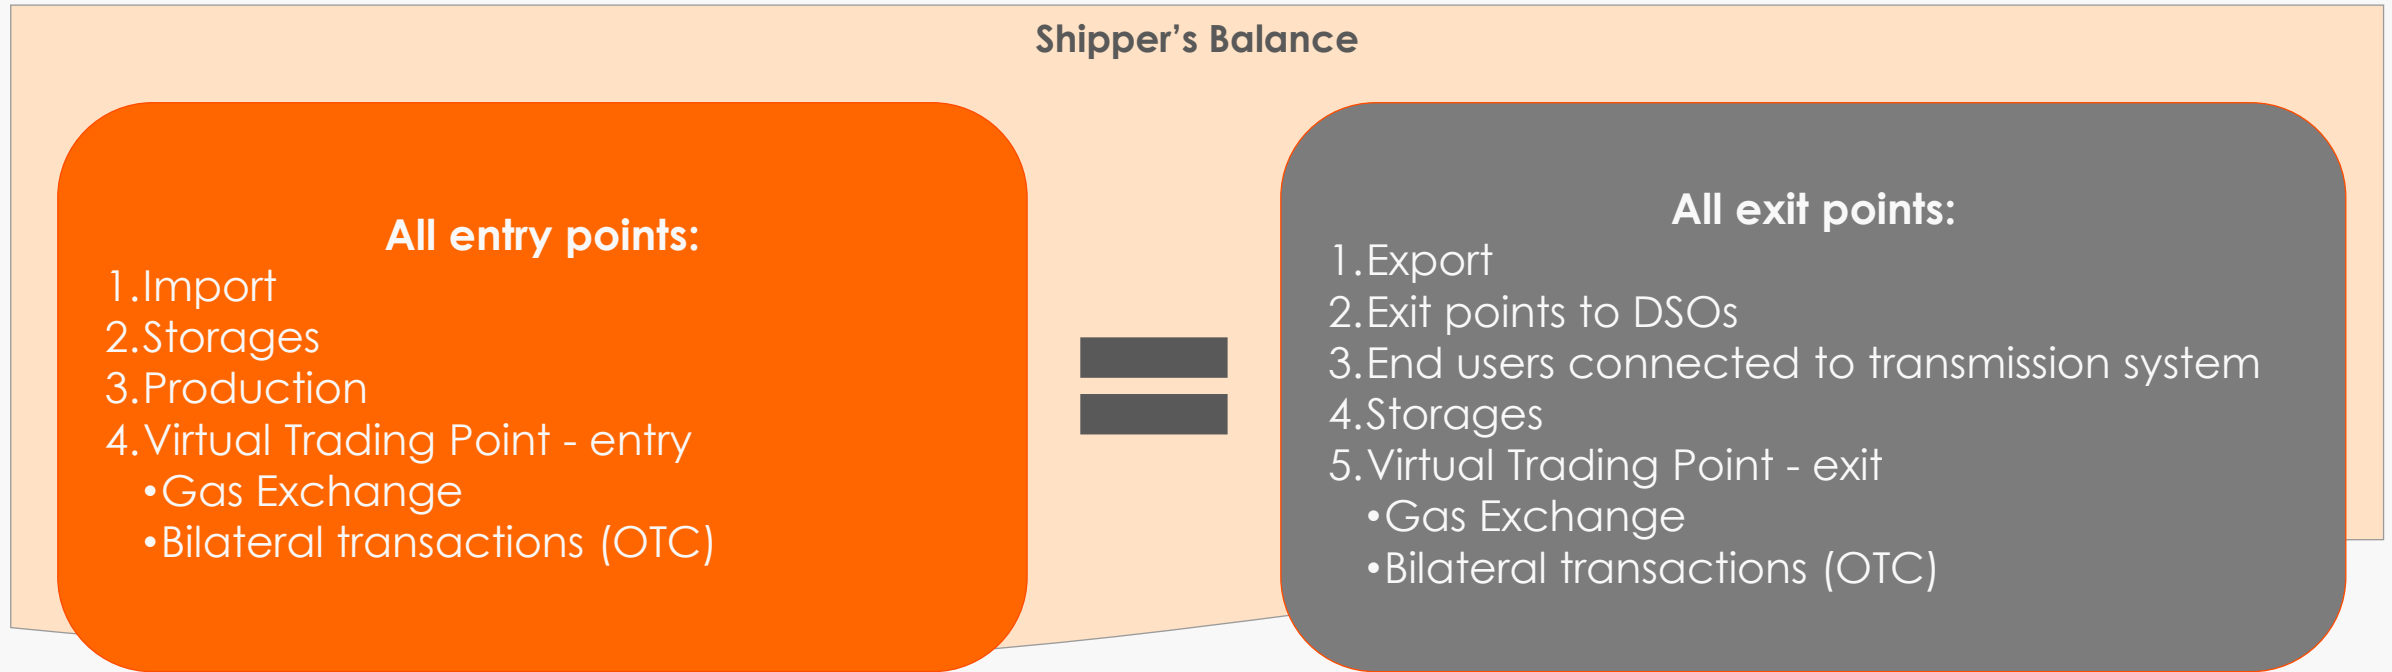 Shipper’s Balance
All entry points:
1.Import
2.Storages
3.Production
4.Virtual Trading Point - entry
•Gas Exchange
•Bilateral transactions (OTC)
All exit points:
1.Export
2.Exit points to DSOs
3.End users connected to transmission system
4.Storages
5.Virtual Trading Point - exit
•Gas Exchange
•Bilateral transactions (OTC)